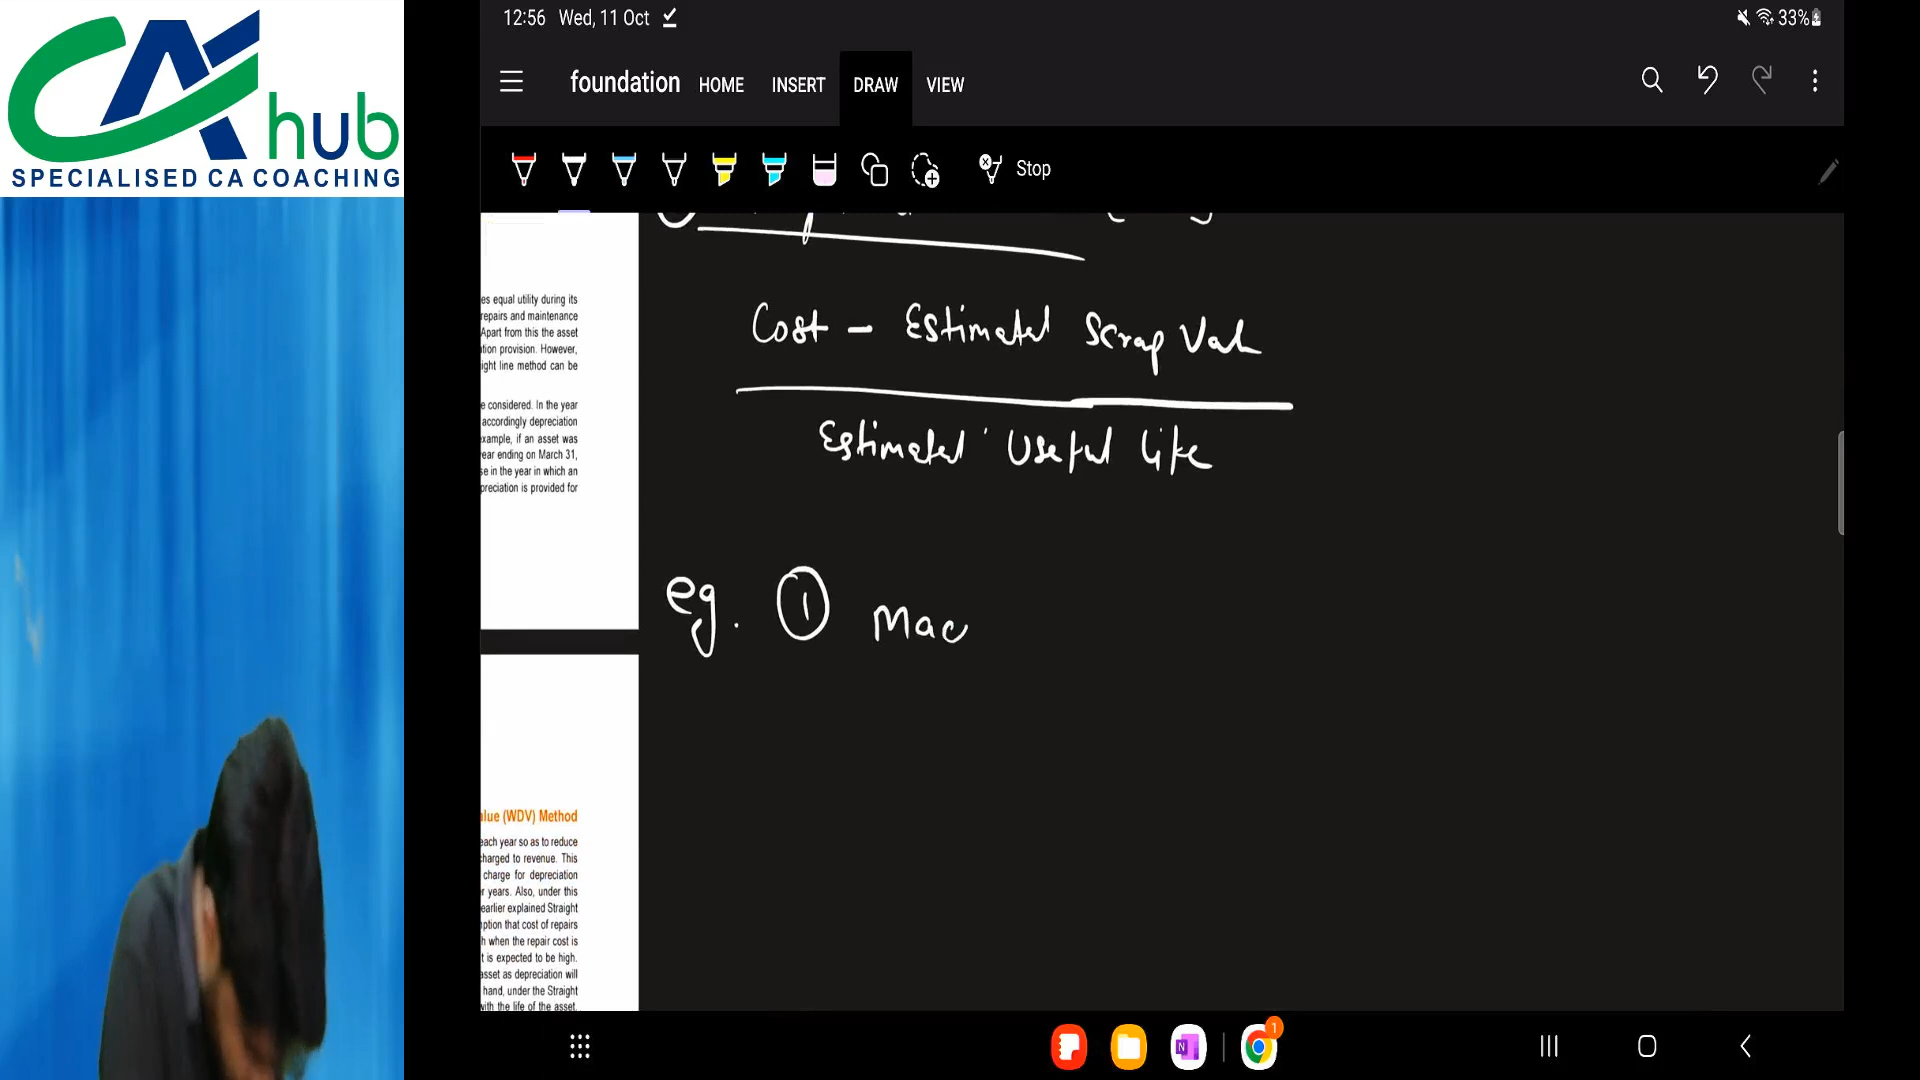 CA hub
SPECIALISED CA COACHING
12:56 Wed, 11 Oct
33%
foundation HOME INSERT DRAW VIEW
Stop
es equal utility during its
repairs and maintenance
Apart from this the asset
tion provision. However,
ight line method can be
e considered. In the year
accordingly depreciation
xample, if an asset was
ear ending on March 31,
se in the year in which an
preciation is provided for
Cost - Estimated Scrap Val
Estimated Useful life
eg. 1 Mac
alue (WDV) Method
each year so as to reduce
charged to revenue. This
charge for depreciation
r years. Also, under this
earlier explained Straight
ption that cost of repairs
h when the repair cost is
t is expected to be high.
asset as depreciation will
hand, under the Straight
with the life of the asset.
N
1